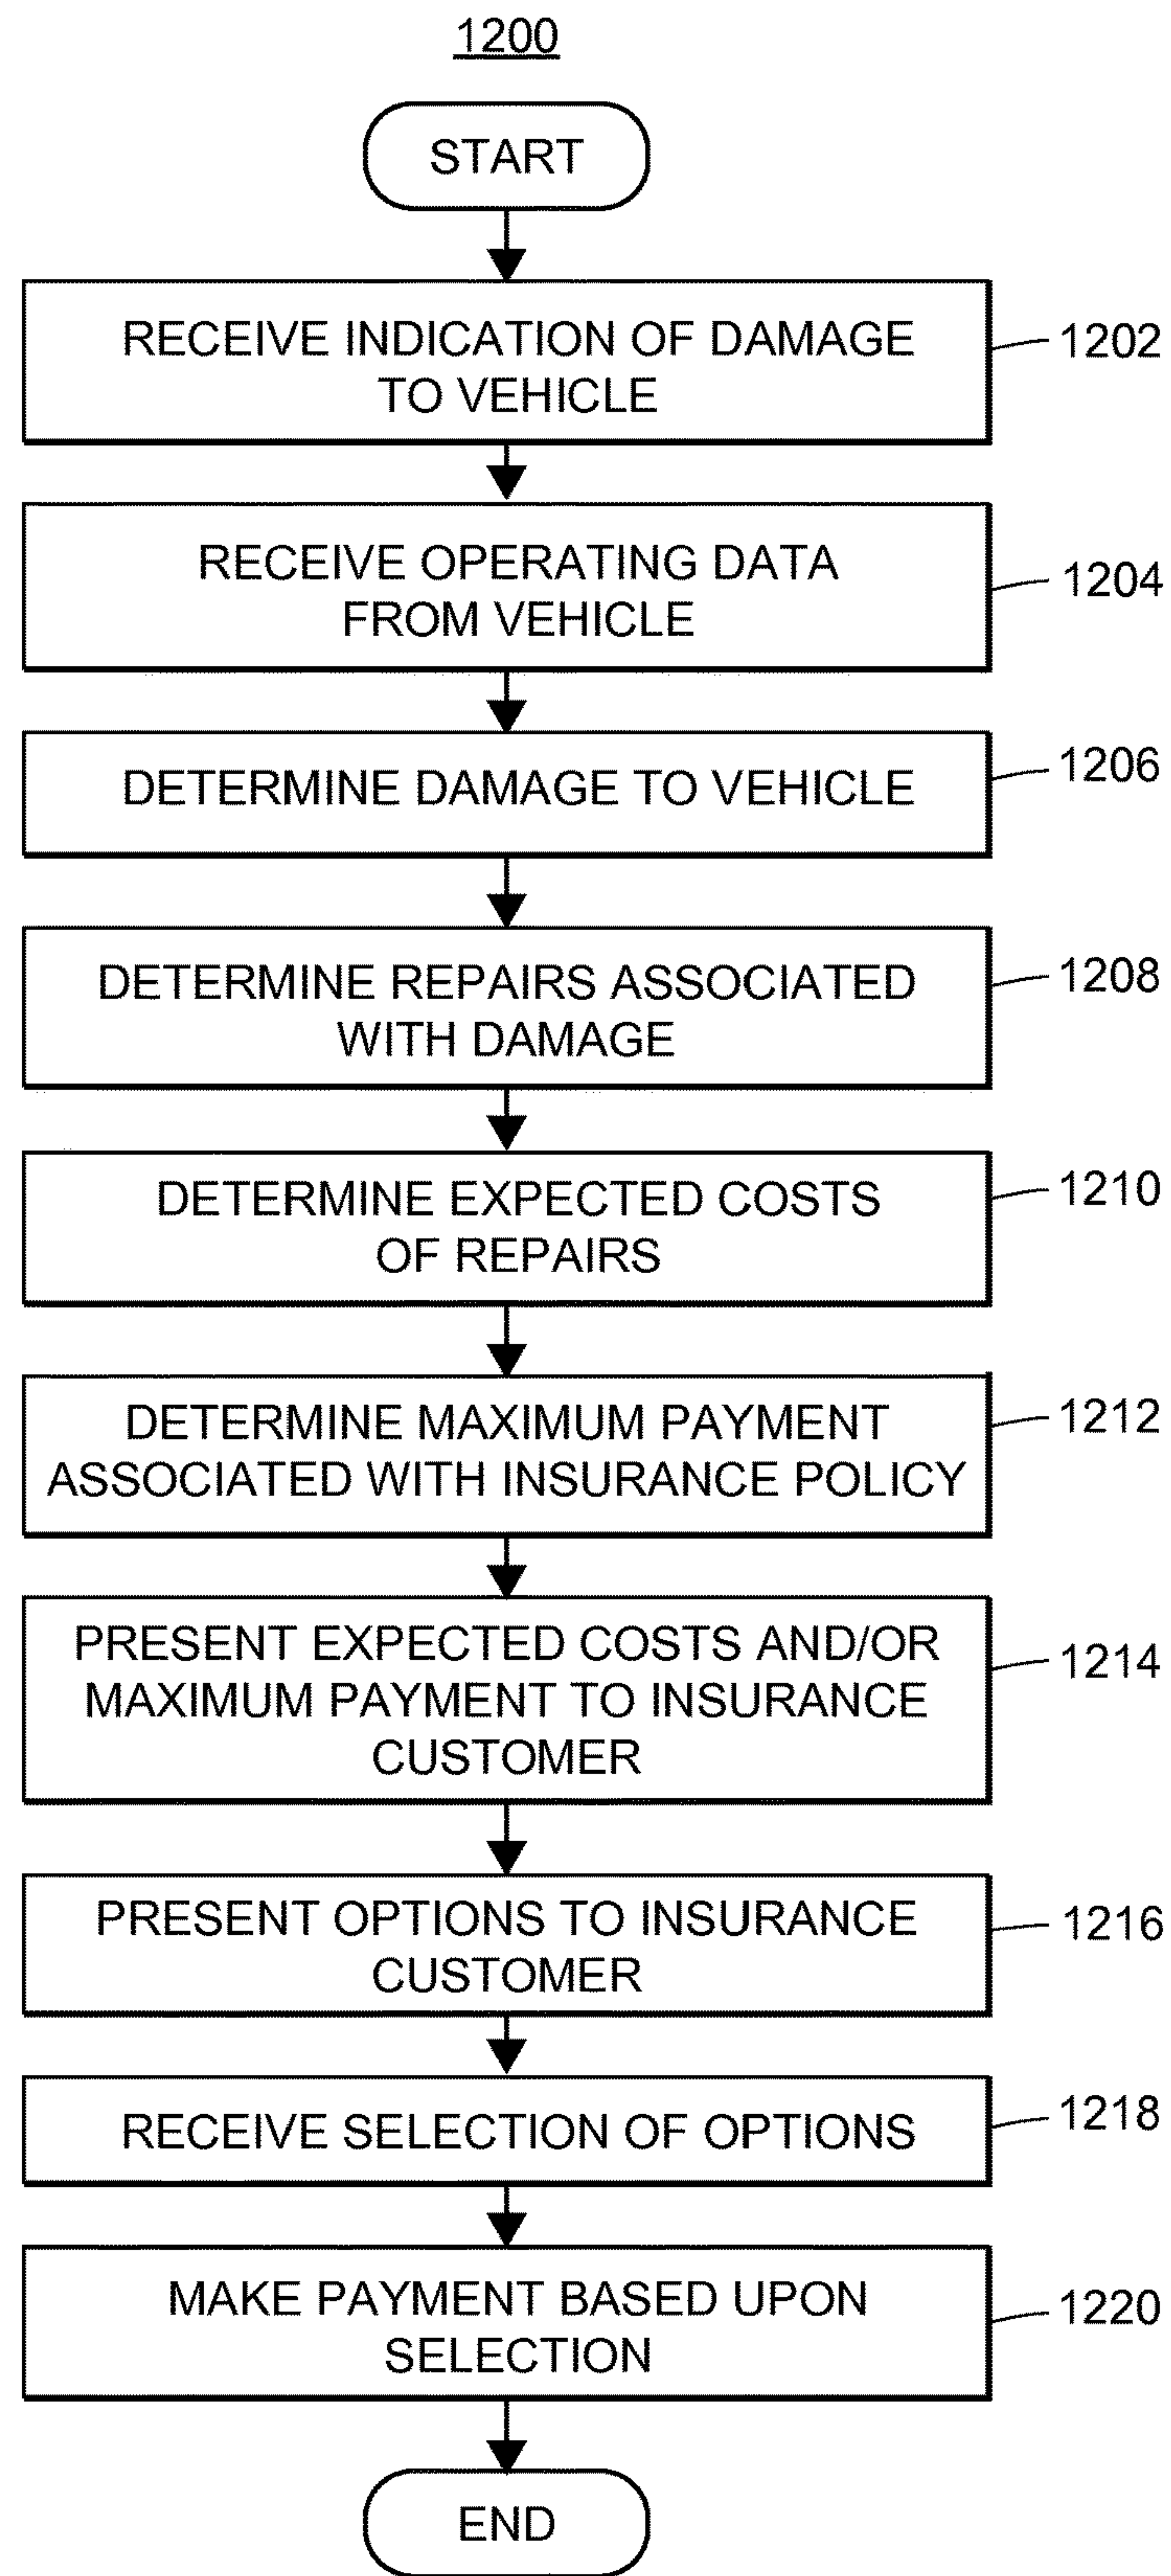 1200
START
RECEIVE INDICATION OF DAMAGE
TO VEHICLE
1202
RECEIVE OPERATING DATA
FROM VEHICLE
1204
DETERMINE DAMAGE TO VEHICLE
1206
DETERMINE REPAIRS ASSOCIATED
WITH DAMAGE
1208
DETERMINE EXPECTED COSTS
OF REPAIRS
1210
DETERMINE MAXIMUM PAYMENT
ASSOCIATED WITH INSURANCE POLICY
1212
PRESENT EXPECTED COSTS AND/OR
MAXIMUM PAYMENT TO INSURANCE
CUSTOMER
1214
PRESENT OPTIONS TO INSURANCE
CUSTOMER
1216
RECEIVE SELECTION OF OPTIONS
1218
MAKE PAYMENT BASED UPON
SELECTION
1220
END